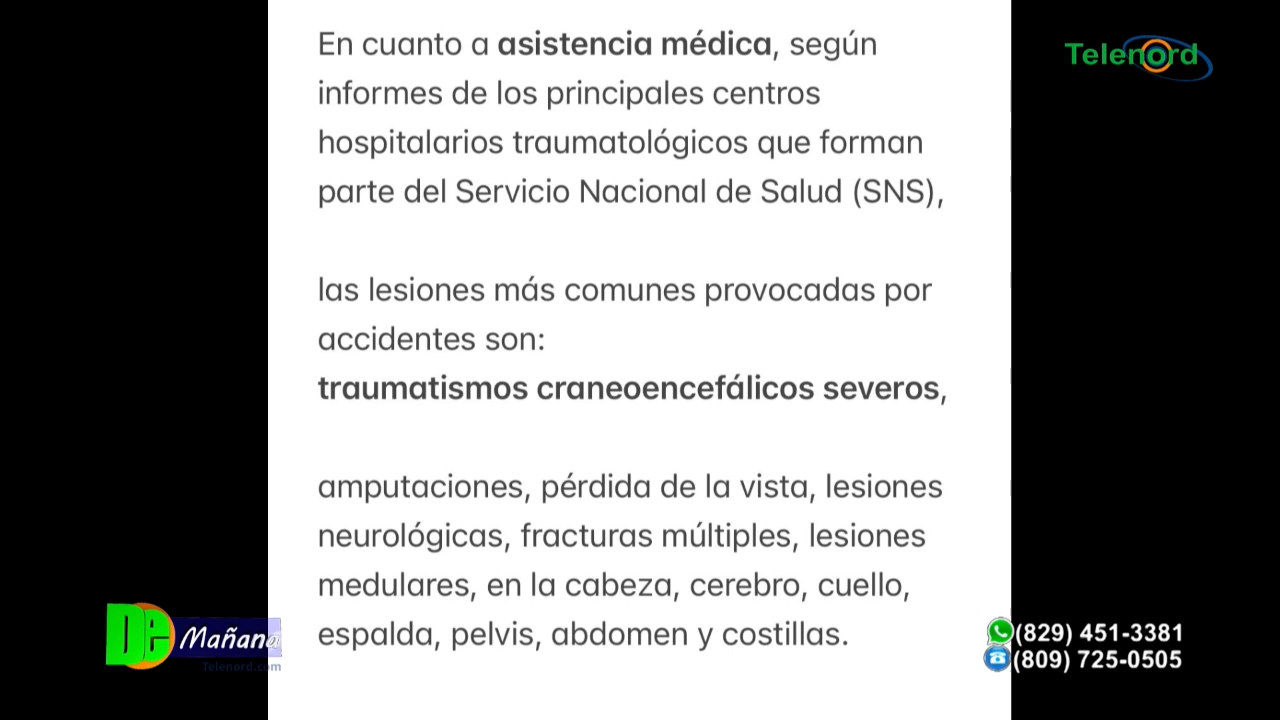 En cuanto a asistencia médica, según
informes de los principales centros
hospitalarios traumatológicos que forman
parte del Servicio Nacional de Salud (SNS),
las lesiones más comunes provocadas por
accidentes son:
traumatismos craneoencefálicos severos,
amputaciones, pérdida de la vista, lesiones
neurológicas, fracturas múltiples, lesiones
medulares, en la cabeza, cerebro, cuello,
espalda, pelvis, abdomen y costillas.
Telenord
De Mañana
Telenord.com
(829) 451-3381
(809) 725-0505